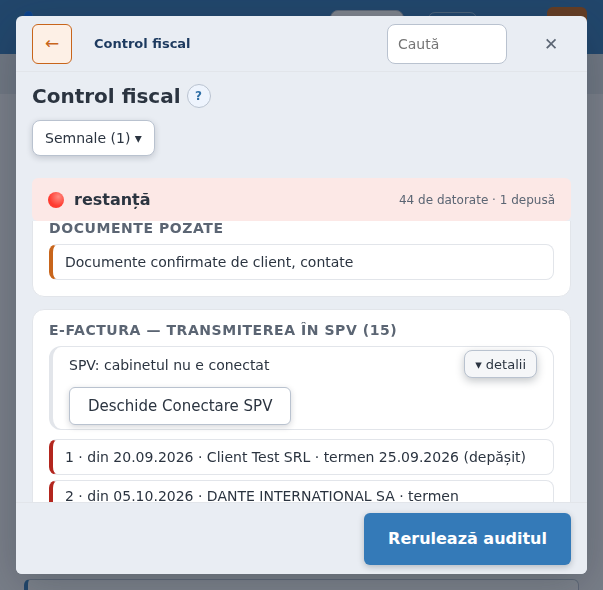 ← Control fiscal Caută ✕
Control fiscal ?
Semnale (1) ▾
restanță 44 de datorate · 1 depusă
DOCUMENTE POZATE
Documente confirmate de client, contate
E-FACTURA — TRANSMITEREA ÎN SPV (15)
SPV: cabinetul nu e conectat ▾ detalii
Deschide Conectare SPV
1 · din 20.09.2026 · Client Test SRL · termen 25.09.2026 (depășit)
2 · din 05.10.2026 · DANTE INTERNATIONAL SA · termen
Rerulează auditul